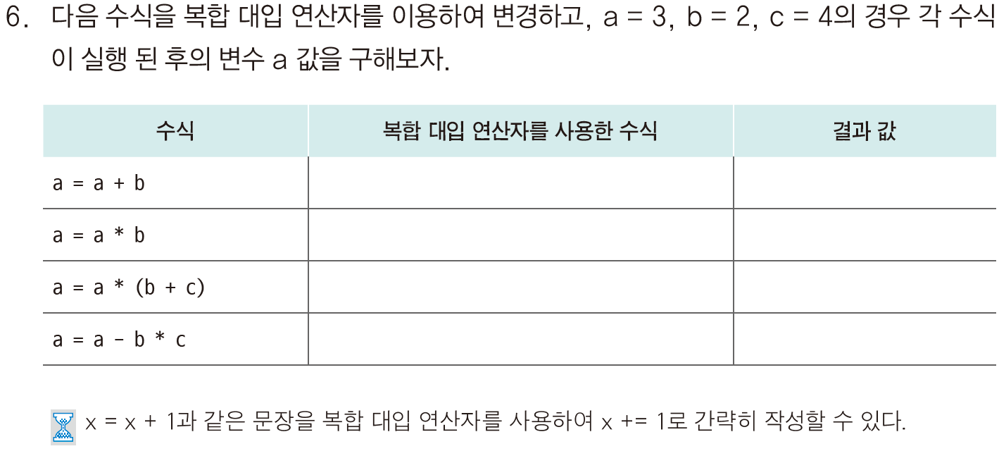 6. 다음 수식을 복합 대입 연산자를 이용하여 변경하고, a = 3, b = 2, c = 4의 경우 각 수식
이 실행 된 후의 변수 a 값을 구해보자.
수식 복합 대입 연산자를 사용한 수식 결과 값
a = a + b
a = a * b
a = a * (b + c)
a = a - b * c
x = x + 1과 같은 문장을 복합 대입 연산자를 사용하여 x += 1로 간략히 작성할 수 있다.